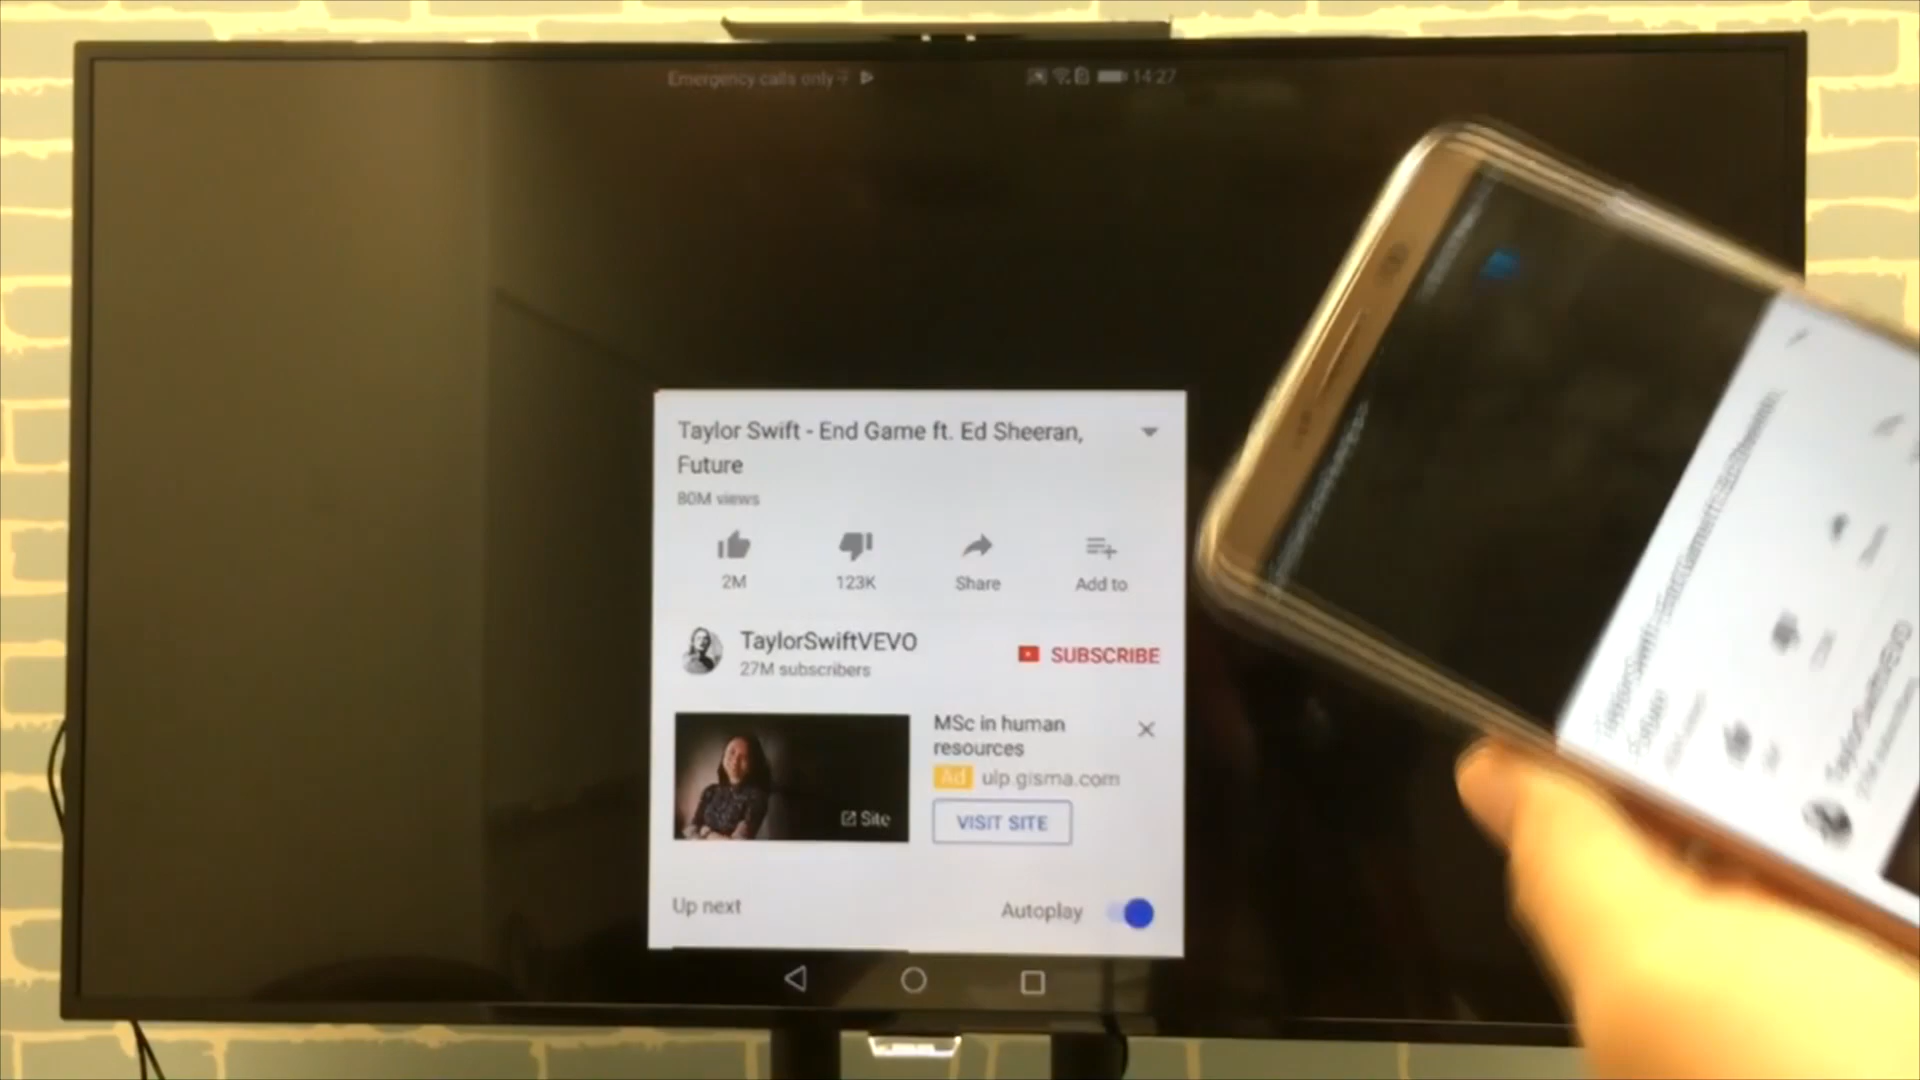 Emergency calls only
14:27
Taylor Swift - End Game ft. Ed Sheeran,
Future
80M views
2M
123K
Share
Add to
TaylorSwiftVEVO
27M subscribers
SUBSCRIBE
MSc in human
resources
Ad ulp.gisma.com
Site
VISIT SITE
Up next
Autoplay
TaylorSwiftVEVO